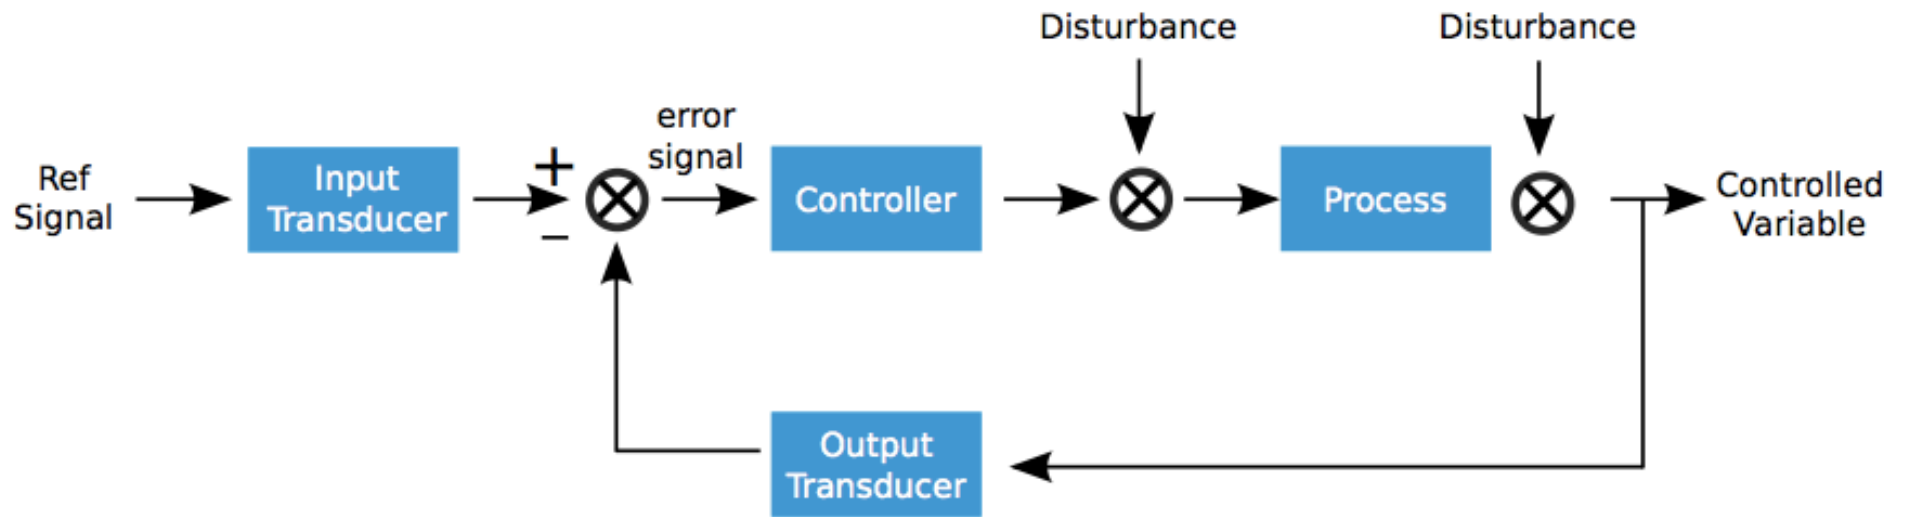 Disturbance
Disturbance
error
signal
+
−
Ref
Signal
Input
Transducer
Controller
Process
Controlled
Variable
Output
Transducer